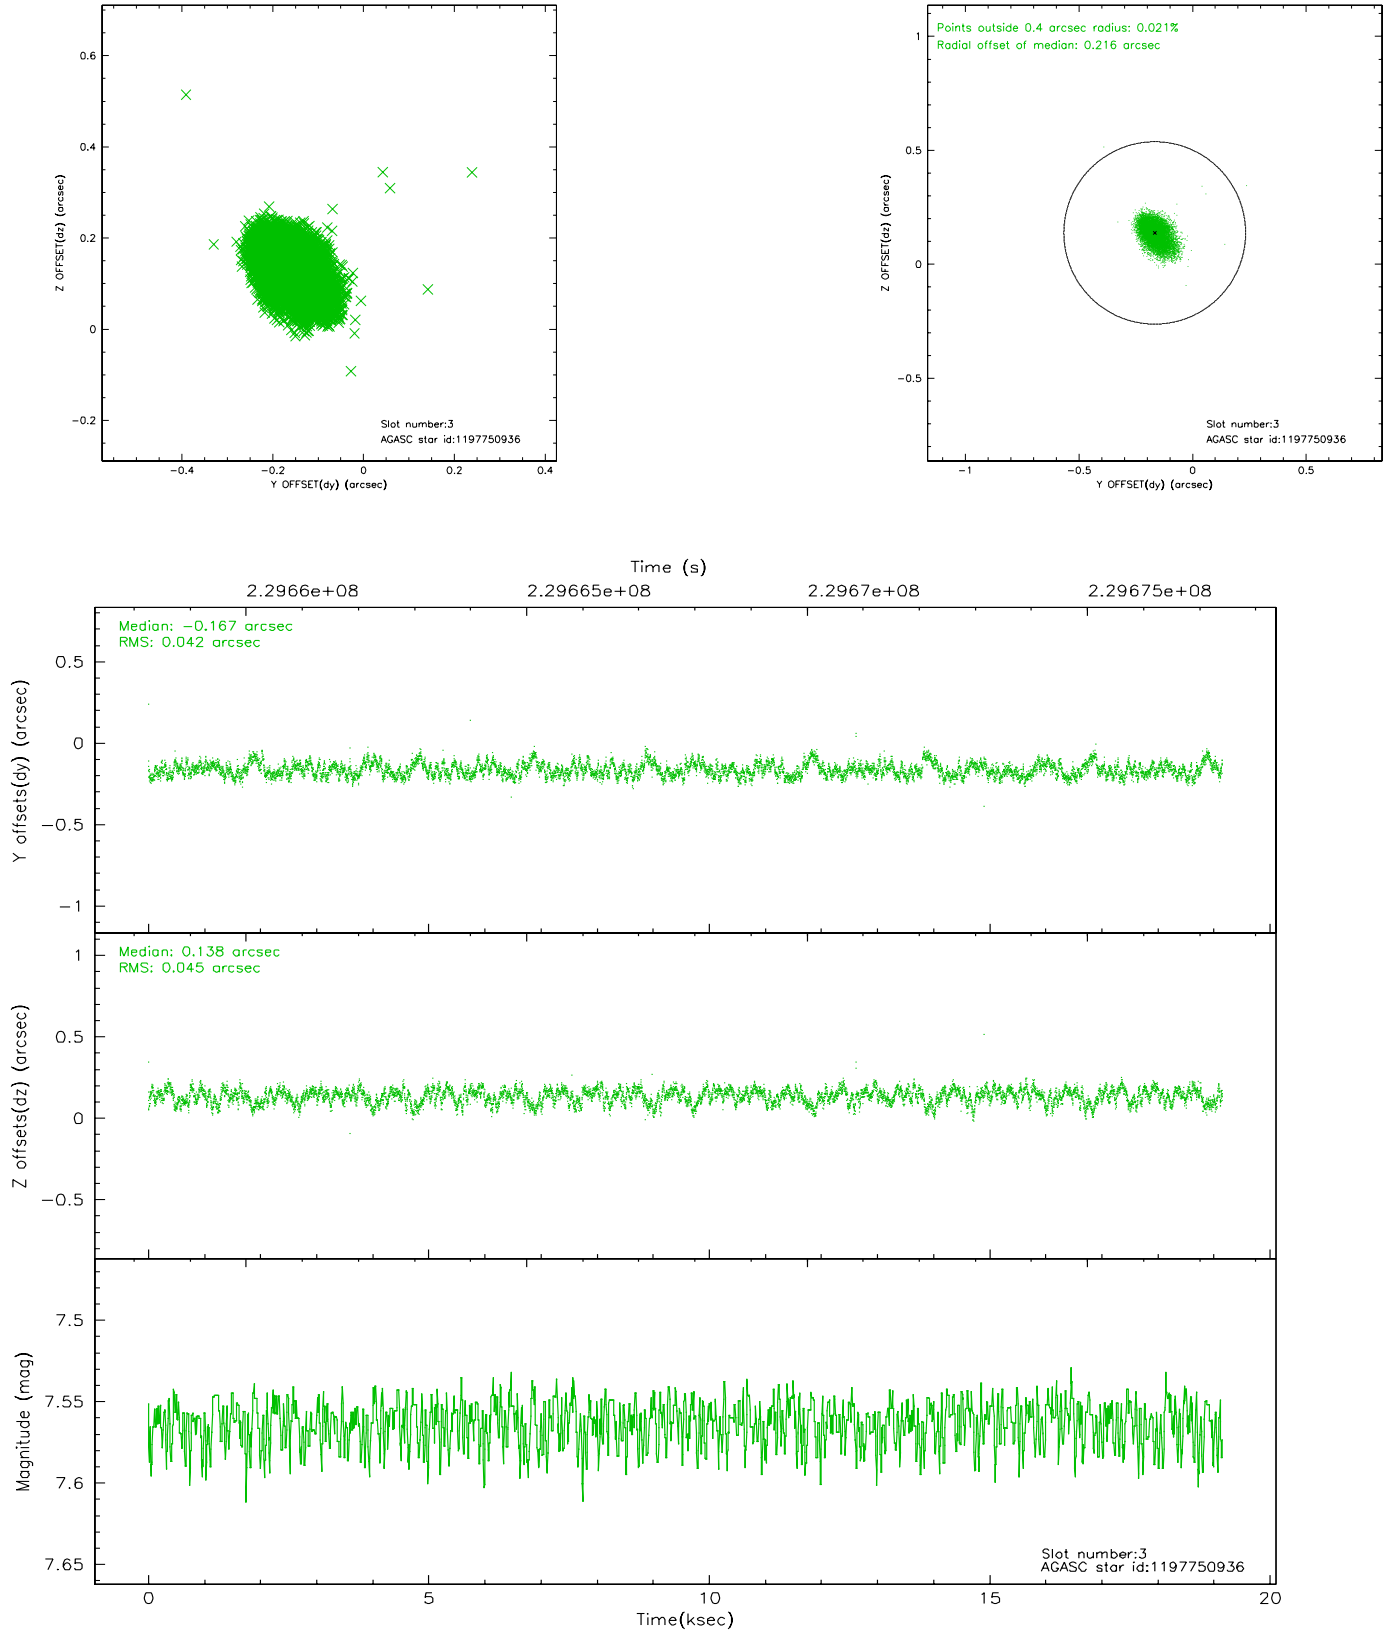 0.6
0.4
0.2
0
−0.2
Z OFFSET(dz) (arcsec)
Slot number:3
AGASC star id:1197750936
−0.4
−0.2
0
0.2
0.4
Y OFFSET(dy) (arcsec)
Points outside 0.4 arcsec radius: 0.021%
Radial offset of median: 0.216 arcsec
1
0.5
0
−0.5
Z OFFSET(dz) (arcsec)
Slot number:3
AGASC star id:1197750936
−1
−0.5
0
0.5
Y OFFSET(dy) (arcsec)
Time (s)
2.2966e+08
2.29665e+08
2.2967e+08
2.29675e+08
Median: −0.167 arcsec
RMS: 0.042 arcsec
0.5
0
−0.5
−1
Y offsets(dy) (arcsec)
Median: 0.138 arcsec
RMS: 0.045 arcsec
1
0.5
0
−0.5
Z offsets(dz) (arcsec)
7.5
7.55
7.6
7.65
Magnitude (mag)
Slot number:3
AGASC star id:1197750936
0
5
10
15
20
Time(ksec)